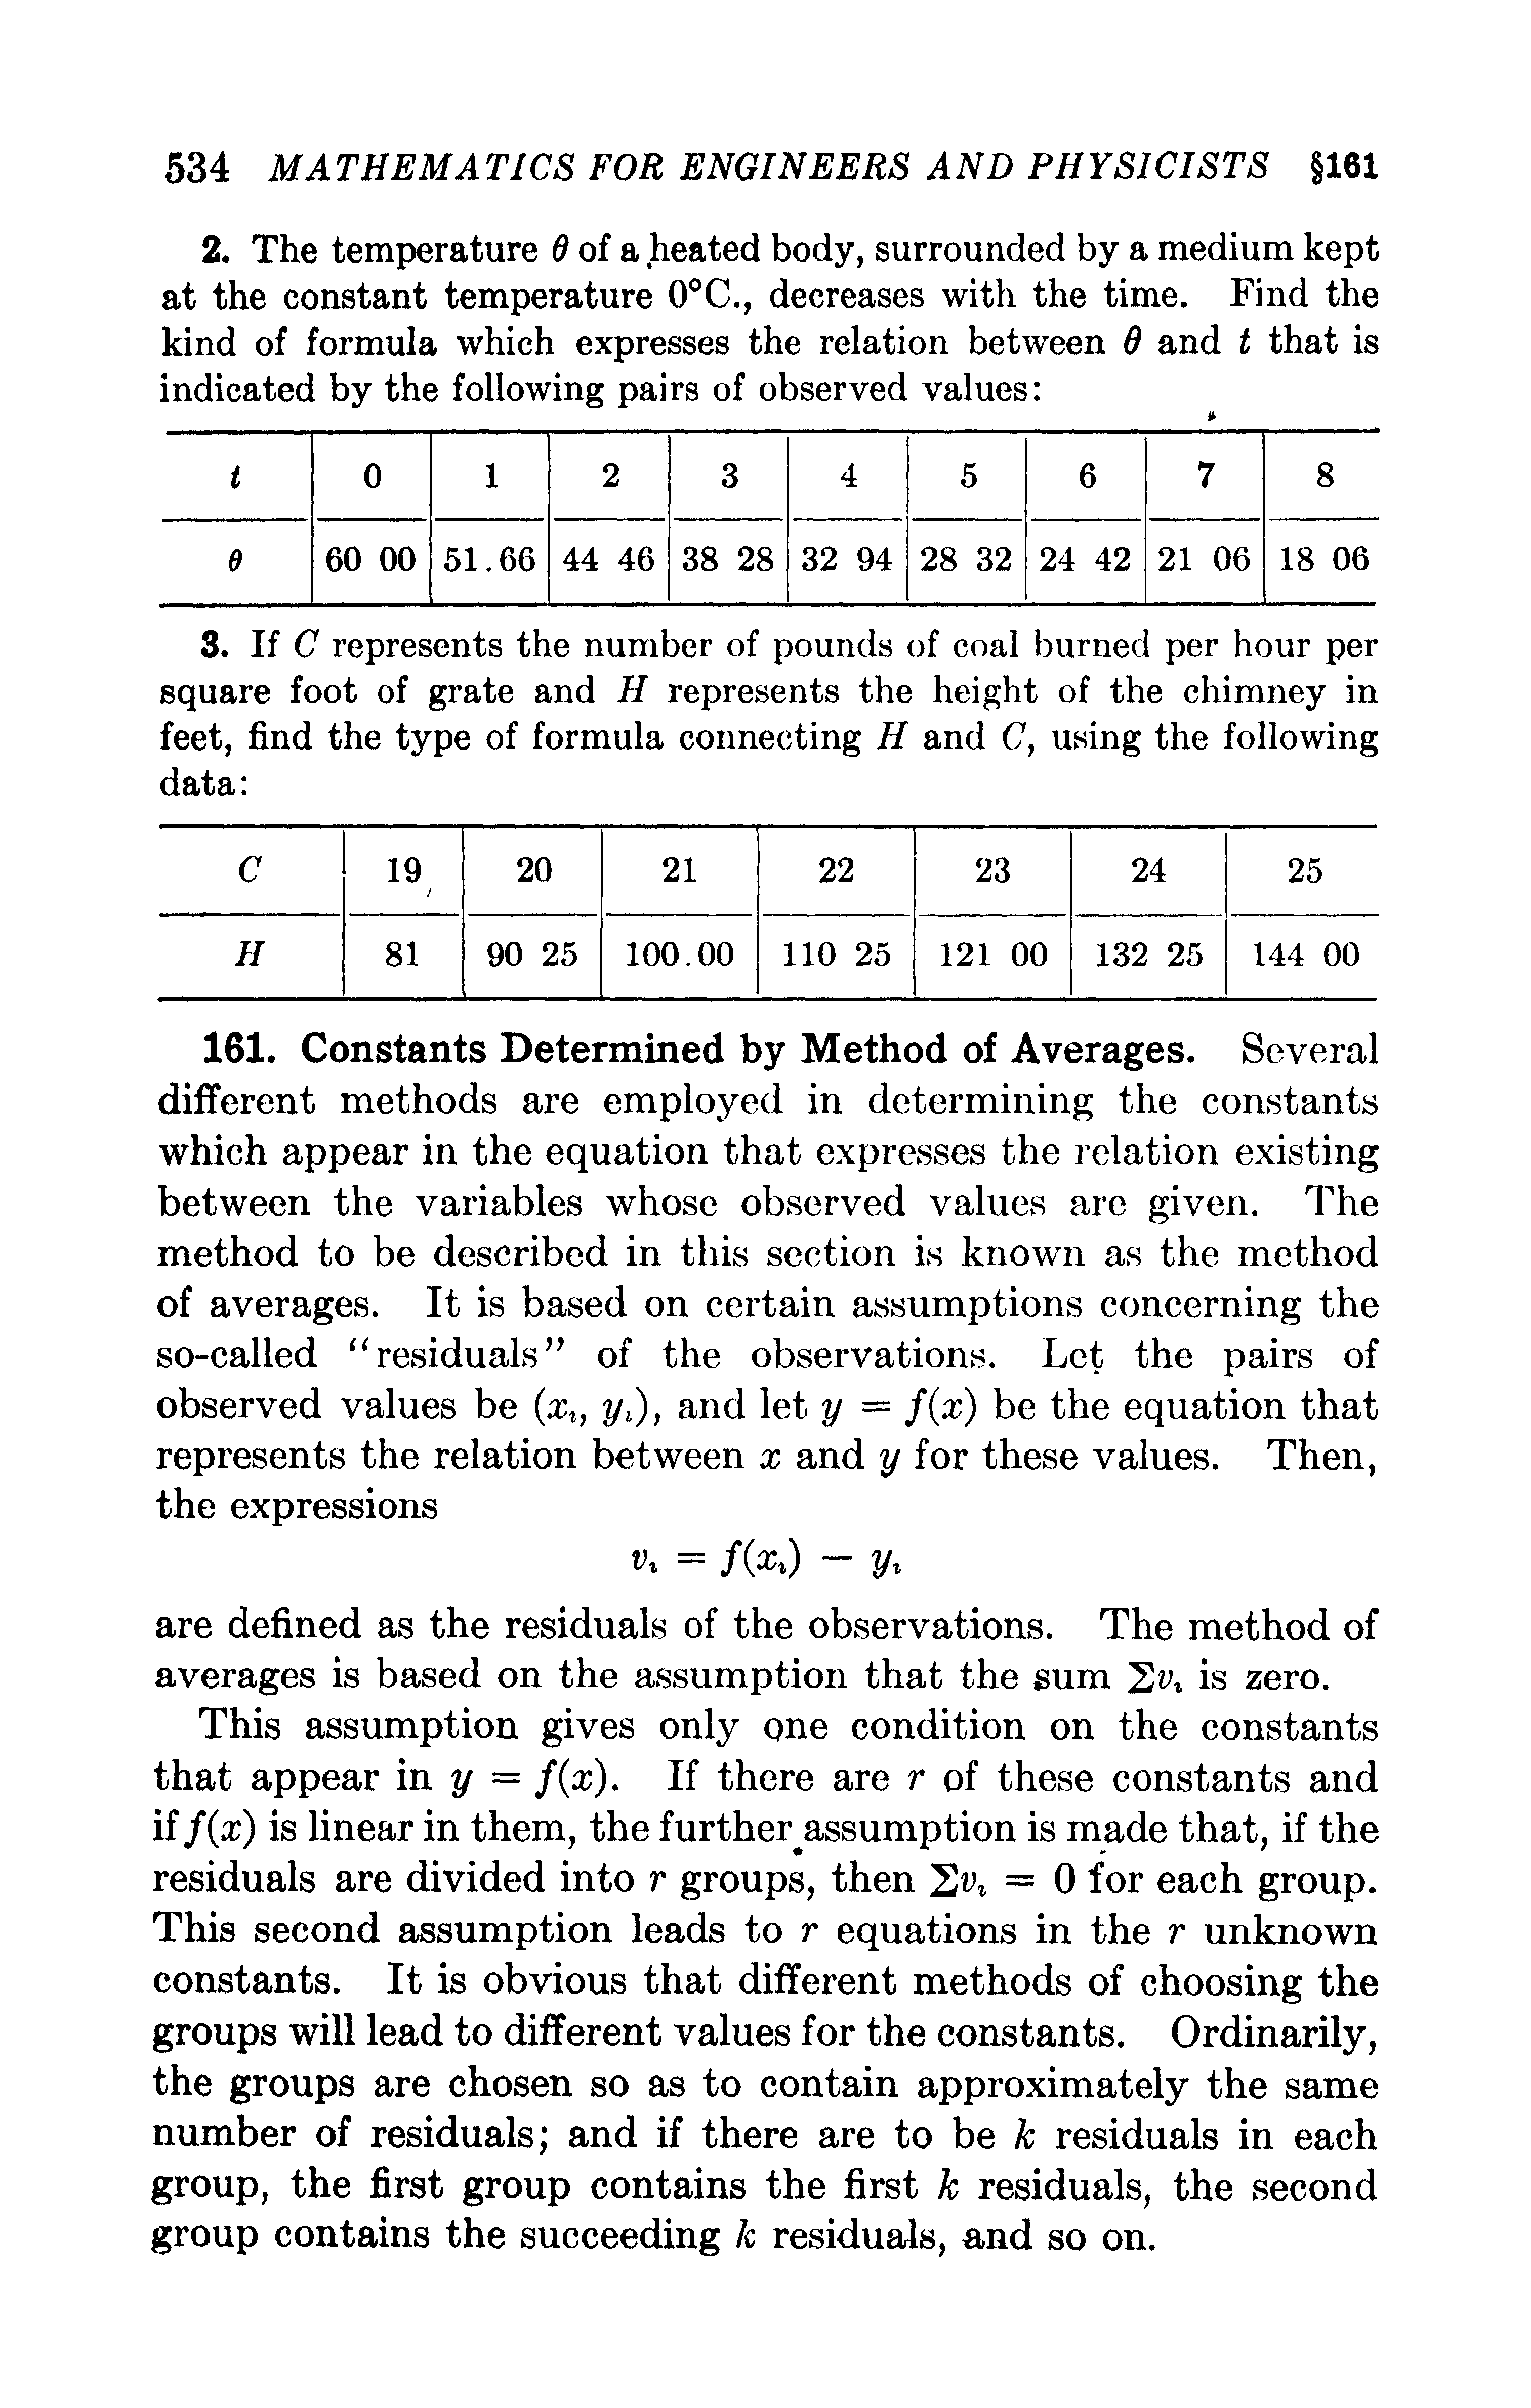 534 MATHEMATICS FOR ENGINEERS AND PHYSICISTS §161
2. The temperature θ of a heated body, surrounded by a medium kept
at the constant temperature 0°C., decreases with the time. Find the
kind of formula which expresses the relation between θ and t that is
indicated by the following pairs of observed values:
t 0 1 2 3 4 5 6 7 8
θ 60 00 51.66 44 46 38 28 32 94 28 32 24 42 21 06 18 06
3. If C represents the number of pounds of coal burned per hour per
square foot of grate and H represents the height of the chimney in
feet, find the type of formula connecting H and C, using the following
data:
C 19 20 21 22 23 24 25
H 81 90 25 100.00 110 25 121 00 132 25 144 00
161. Constants Determined by Method of Averages. Several
different methods are employed in determining the constants
which appear in the equation that expresses the relation existing
between the variables whose observed values are given. The
method to be described in this section is known as the method
of averages. It is based on certain assumptions concerning the
so-called “residuals” of the observations. Let the pairs of
observed values be (xᵢ, yᵢ), and let y = f(x) be the equation that
represents the relation between x and y for these values. Then,
the expressions
vᵢ = f(xᵢ) − yᵢ
are defined as the residuals of the observations. The method of
averages is based on the assumption that the sum Σvᵢ is zero.
This assumption gives only one condition on the constants
that appear in y = f(x). If there are r of these constants and
if f(x) is linear in them, the further assumption is made that, if the
residuals are divided into r groups, then Σvᵢ = 0 for each group.
This second assumption leads to r equations in the r unknown
constants. It is obvious that different methods of choosing the
groups will lead to different values for the constants. Ordinarily,
the groups are chosen so as to contain approximately the same
number of residuals; and if there are to be k residuals in each
group, the first group contains the first k residuals, the second
group contains the succeeding k residuals, and so on.